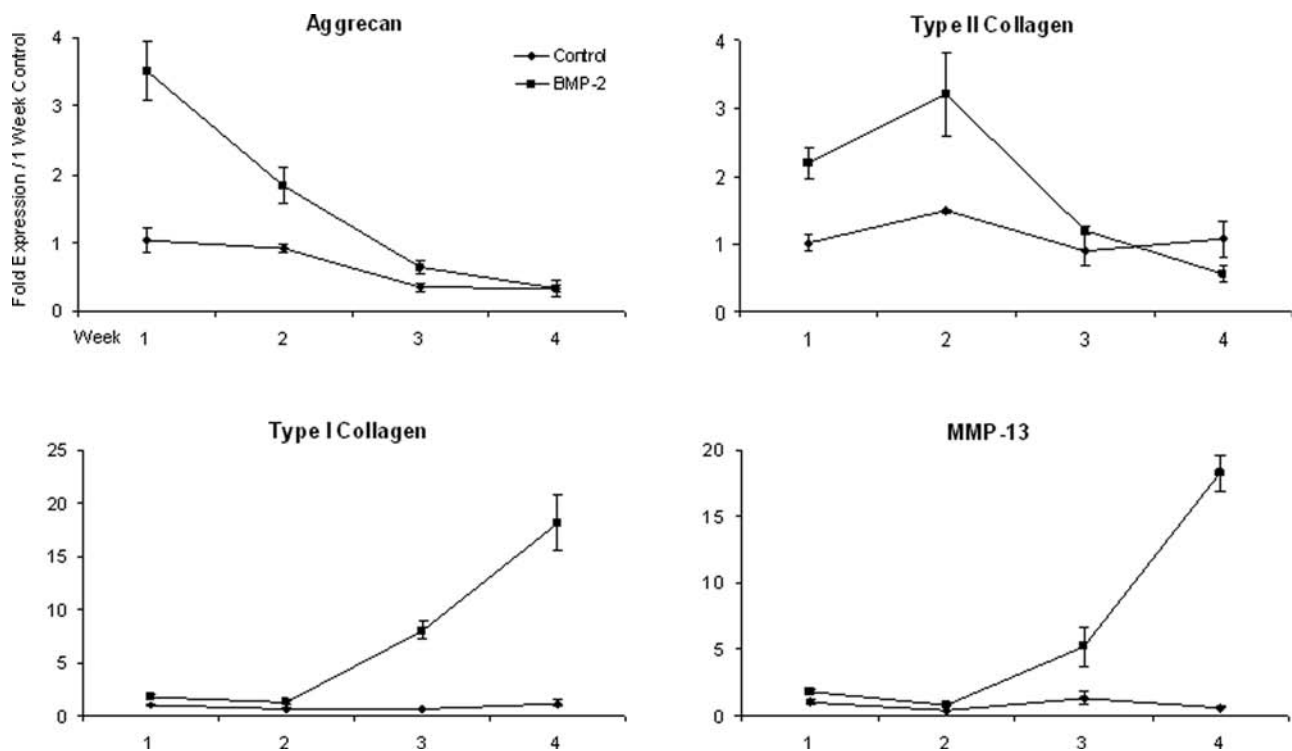 Aggrecan
Fold Expression / 1 Week Control
4
3
2
1
0
Control
BMP-2
Week 1 2 3 4
Type II Collagen
4
3
2
1
0
1 2 3 4
Type I Collagen
25
20
15
10
5
0
1 2 3 4
MMP-13
20
15
10
5
0
1 2 3 4